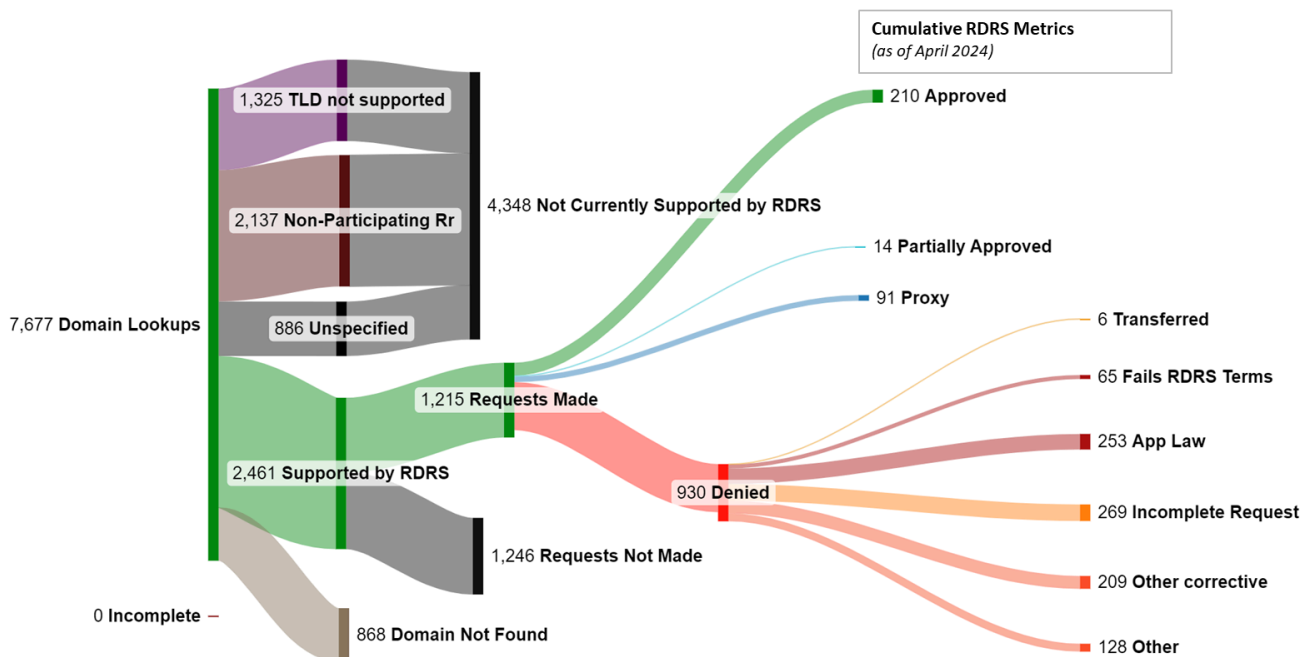 Cumulative RDRS Metrics
(as of April 2024)
1,325 TLD not supported
210 Approved
2,137 Non-Participating Rr
4,348 Not Currently Supported by RDRS
14 Partially Approved
91 Proxy
7,677 Domain Lookups
886 Unspecified
6 Transferred
65 Fails RDRS Terms
1,215 Requests Made
253 App Law
2,461 Supported by RDRS
930 Denied
269 Incomplete Request
1,246 Requests Not Made
209 Other corrective
0 Incomplete
868 Domain Not Found
128 Other